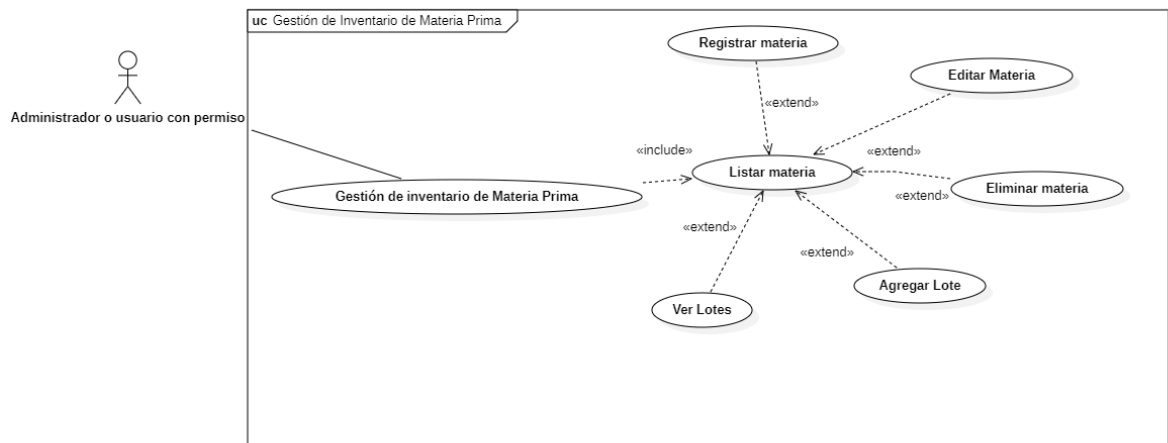 uc Gestión de Inventario de Materia Prima
Registrar materia
Editar Materia
Administrador o usuario con permiso
«extend»
«include»
«extend»
Listar materia
Gestión de inventario de Materia Prima
Eliminar materia
«extend»
«extend»
«extend»
Agregar Lote
Ver Lotes